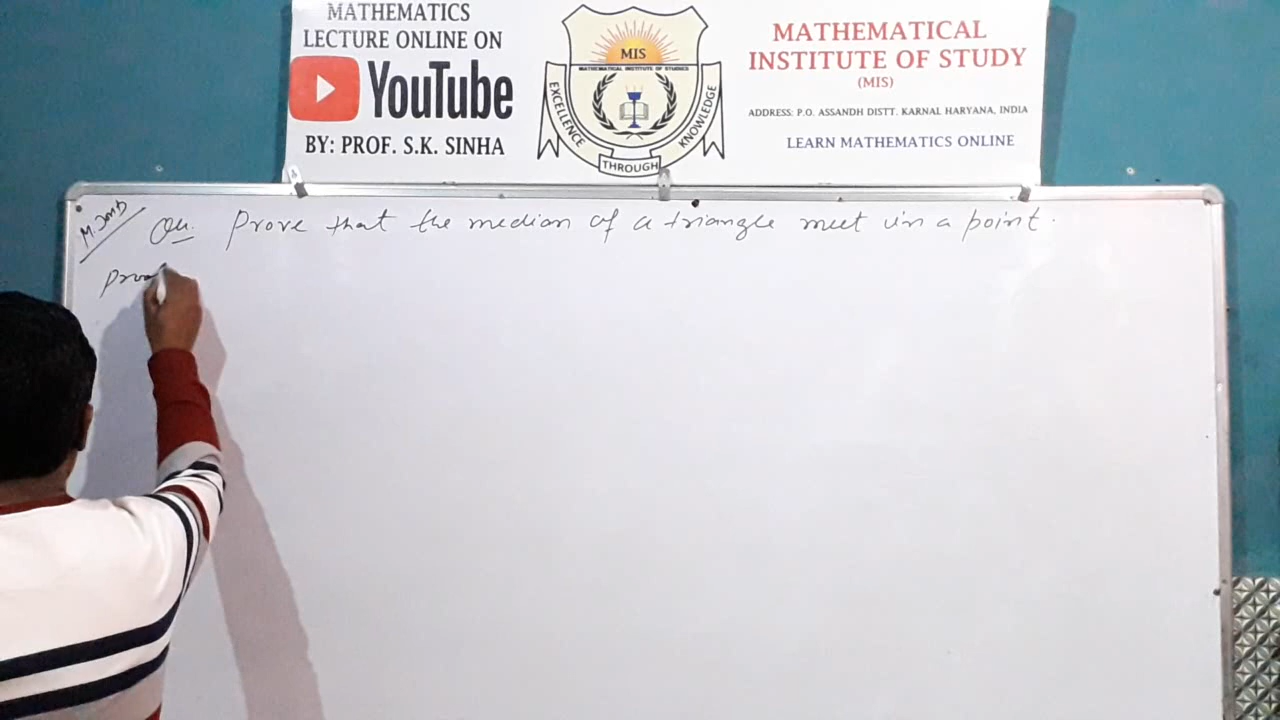 MATHEMATICS
LECTURE ONLINE ON
YouTube
BY: PROF. S.K. SINHA
MIS
MATHEMATICAL INSTITUTE OF STUDIES
EXCELLENCE
THROUGH
KNOWLEDGE
MATHEMATICAL
INSTITUTE OF STUDY
(MIS)
ADDRESS: P.O. ASSANDH DISTT. KARNAL HARYANA, INDIA
LEARN MATHEMATICS ONLINE
Qu. Prove that the median of a triangle meet in a point.
Proo